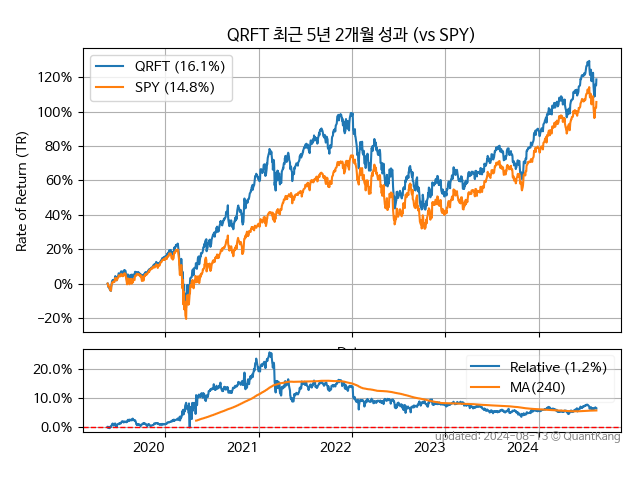 QRFT 최근 5년 2개월 성과 (vs SPY)
Rate of Return (TR)
120%
100%
80%
60%
40%
20%
0%
−20%
QRFT (16.1%)
SPY (14.8%)
20.0%
10.0%
0.0%
Relative (1.2%)
MA(240)
2020
2021
2022
2023
2024
updated: 2024-08-13 © QuantKang